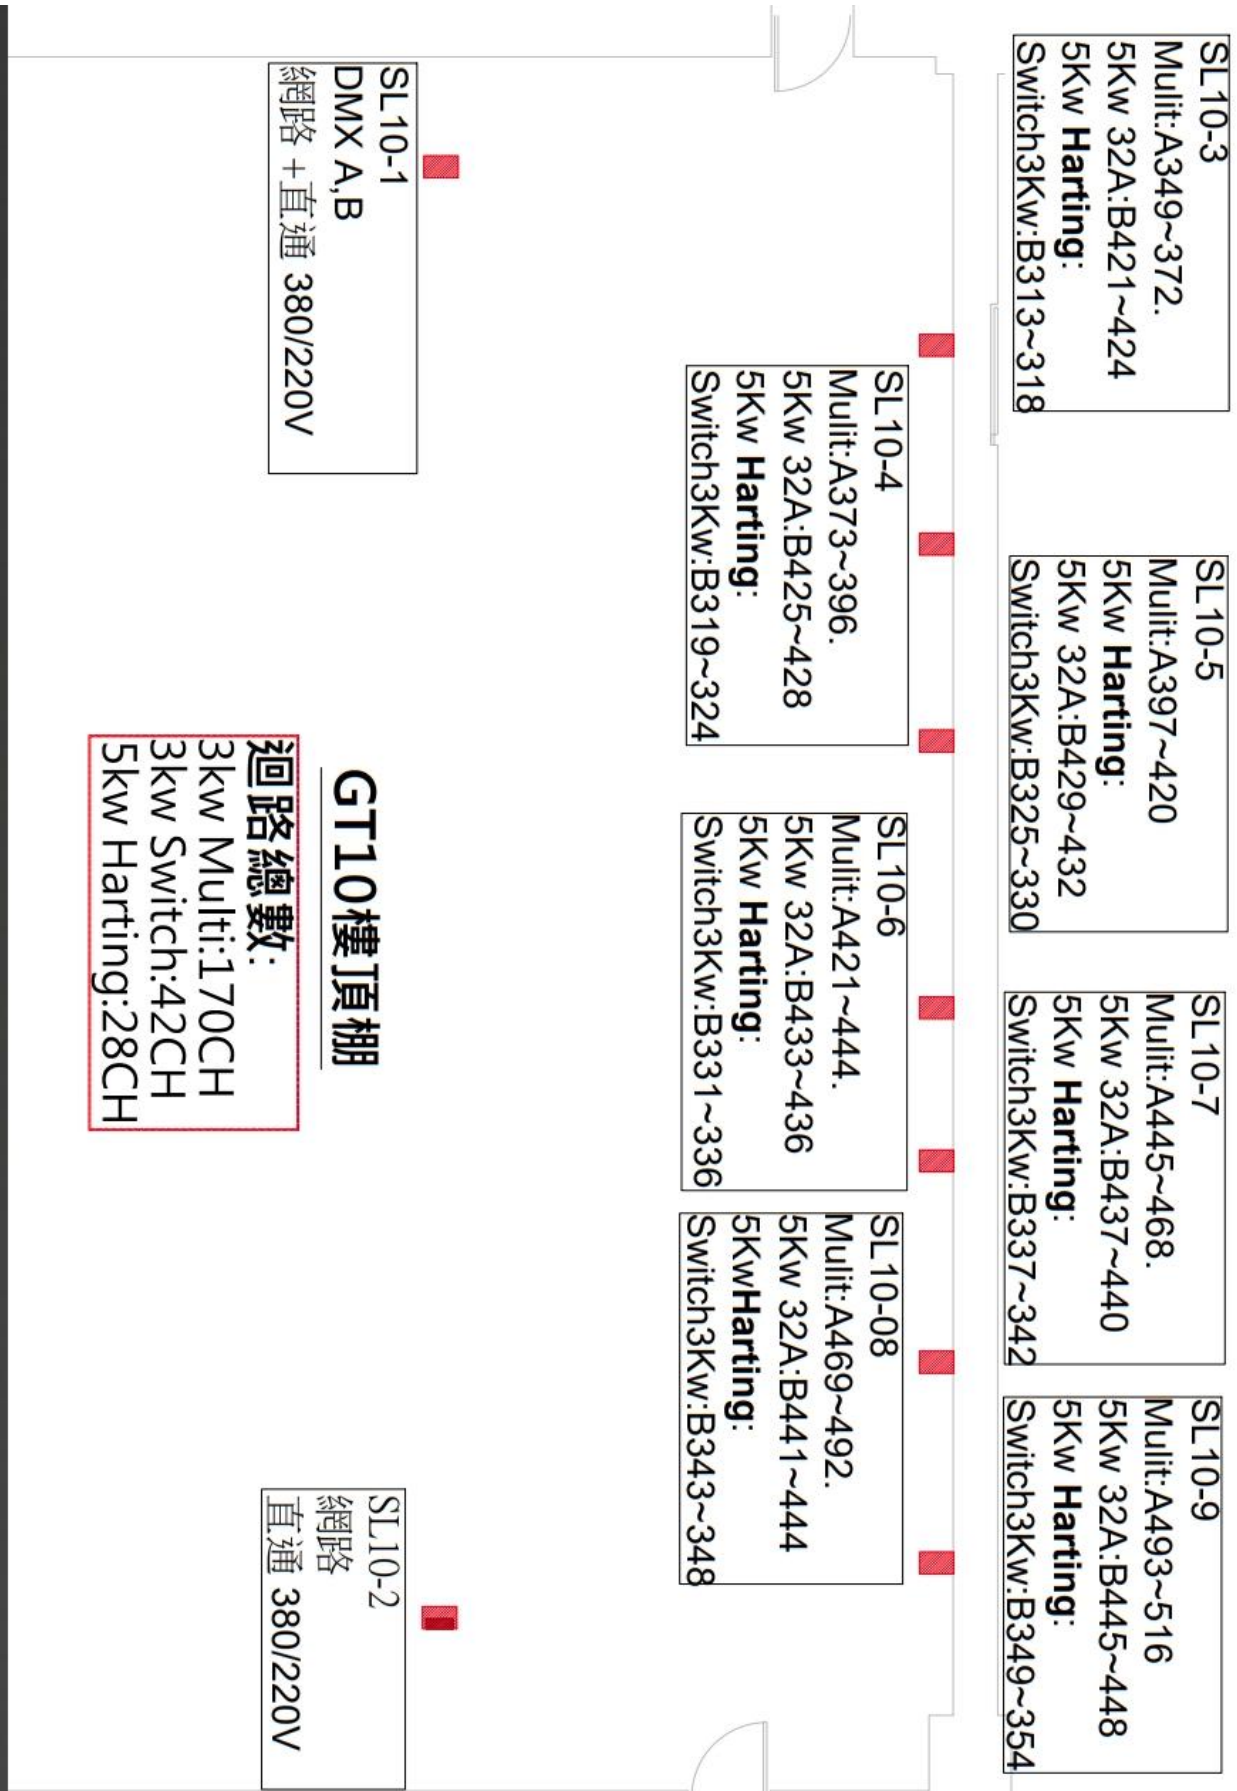 SL10-3
Mulit:A349~372.
5Kw 32A:B421~424
5Kw Harting:
Switch3Kw:B313~318
SL10-5
Mulit:A397~420
5Kw Harting:
5Kw 32A:B429~432
Switch3Kw:B325~330
SL10-7
Mulit:A445~468.
5Kw 32A:B437~440
5Kw Harting:
Switch3Kw:B337~342
SL10-9
Mulit:A493~516
5Kw 32A:B445~448
5Kw Harting:
Switch3Kw:B349~354
SL10-4
Mulit:A373~396.
5Kw 32A:B425~428
5Kw Harting:
Switch3Kw:B319~324
SL10-6
Mulit:A421~444.
5Kw 32A:B433~436
5Kw Harting:
Switch3Kw:B331~336
SL10-08
Mulit:A469~492.
5Kw 32A:B441~444
5KwHarting:
Switch3Kw:B343~348
SL10-1
DMX A,B
網路 +直通 380/220V
GT10樓頂棚
迴路總數:
3kw Multi:170CH
3kw Switch:42CH
5kw Harting:28CH
SL10-2
網路
直通 380/220V